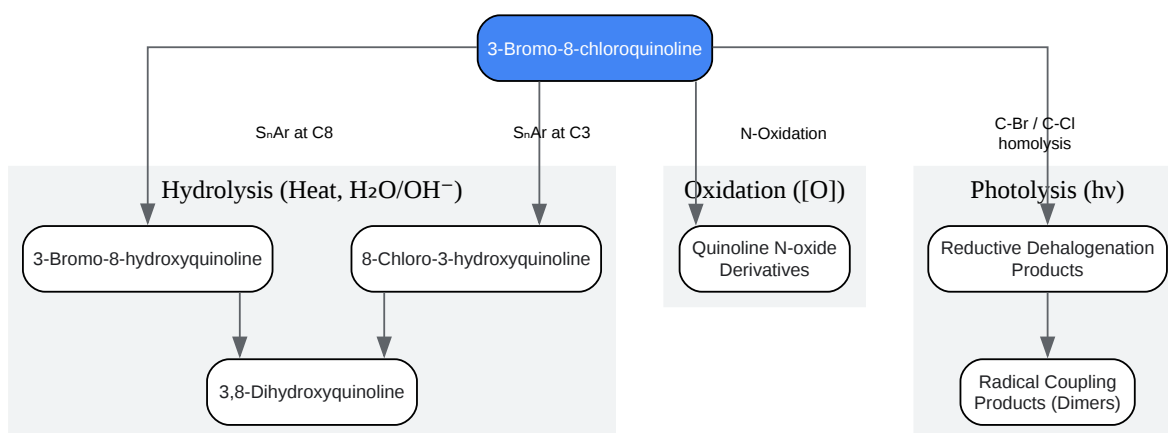 3-Bromo-8-chloroquinoline
SₙAr at C8
SₙAr at C3
N-Oxidation
C-Br / C-Cl
homolysis
Hydrolysis (Heat, H₂O/OH⁻)
Oxidation ([O])
Photolysis (hν)
3-Bromo-8-hydroxyquinoline
8-Chloro-3-hydroxyquinoline
Quinoline N-oxide
Derivatives
Reductive Dehalogenation
Products
3,8-Dihydroxyquinoline
Radical Coupling
Products (Dimers)